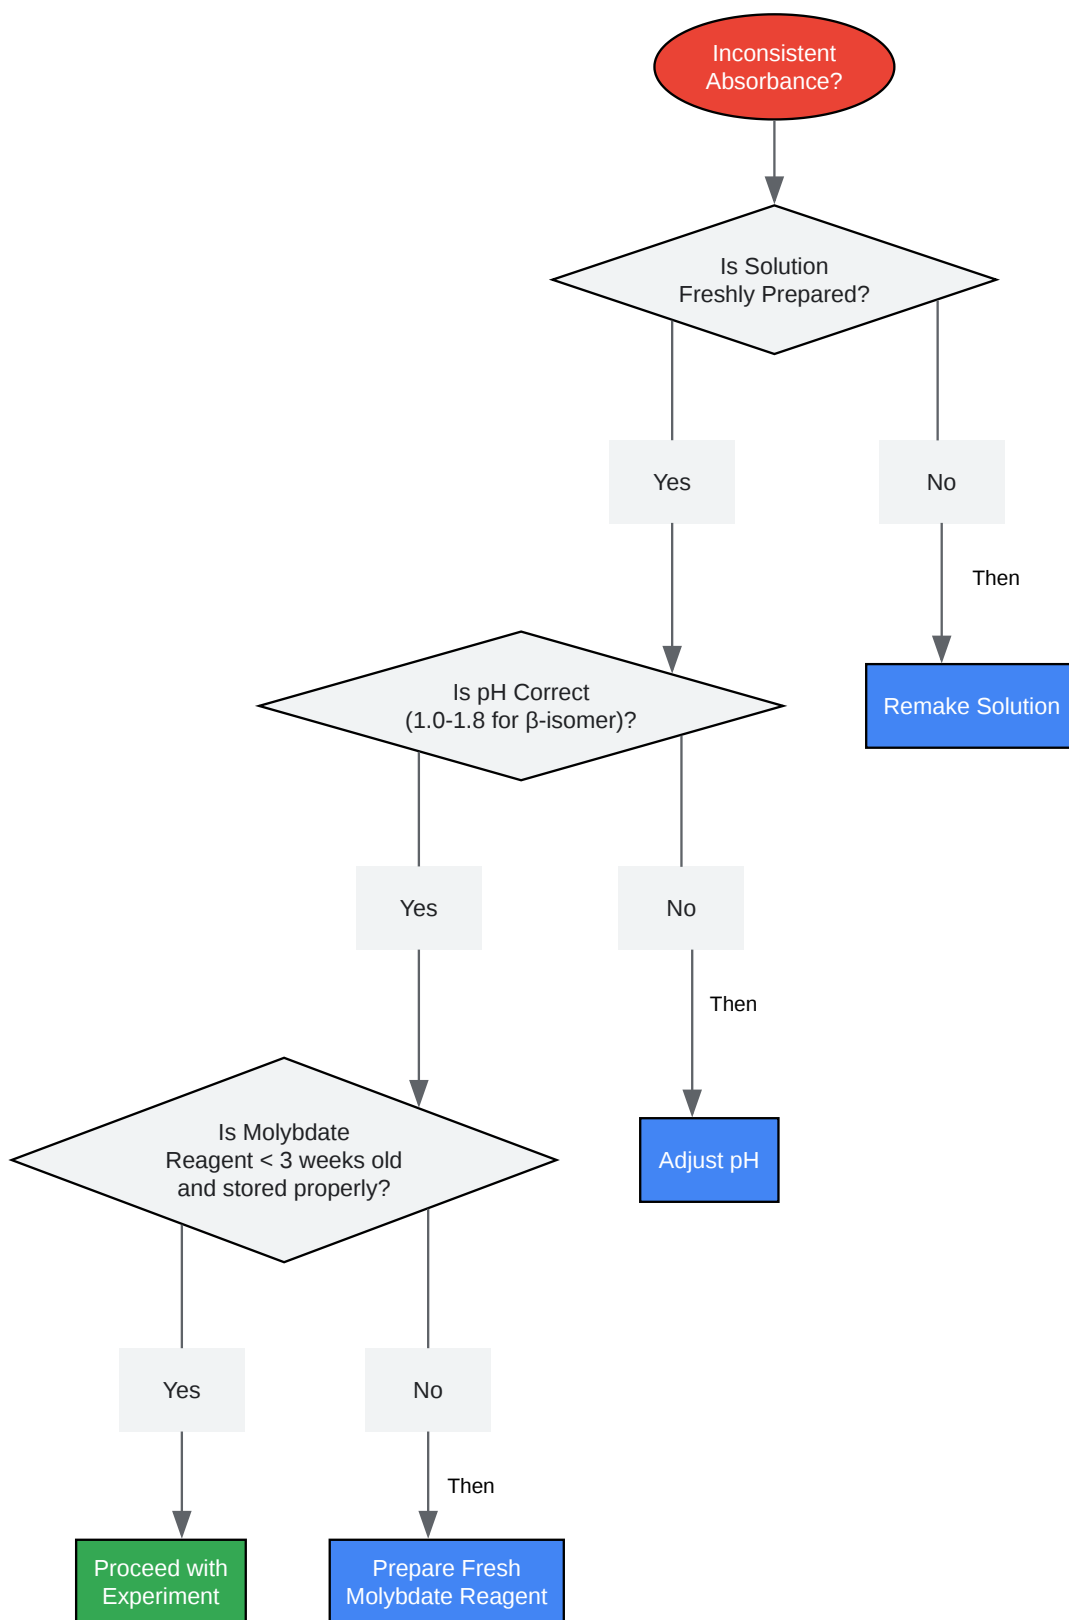 Inconsistent
Absorbance?
Is Solution
Freshly Prepared?
Yes
No
Then
Remake Solution
Is pH Correct
(1.0-1.8 for β-isomer)?
Yes
No
Then
Adjust pH
Is Molybdate
Reagent < 3 weeks old
and stored properly?
Yes
No
Then
Proceed with
Experiment
Prepare Fresh
Molybdate Reagent